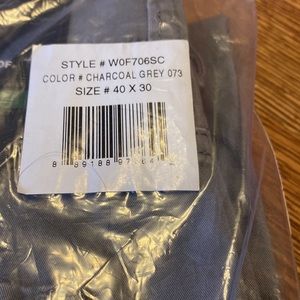 STYLE # W0F706SC
COLOR # CHARCOAL GREY 073
SIZE # 40 X 30